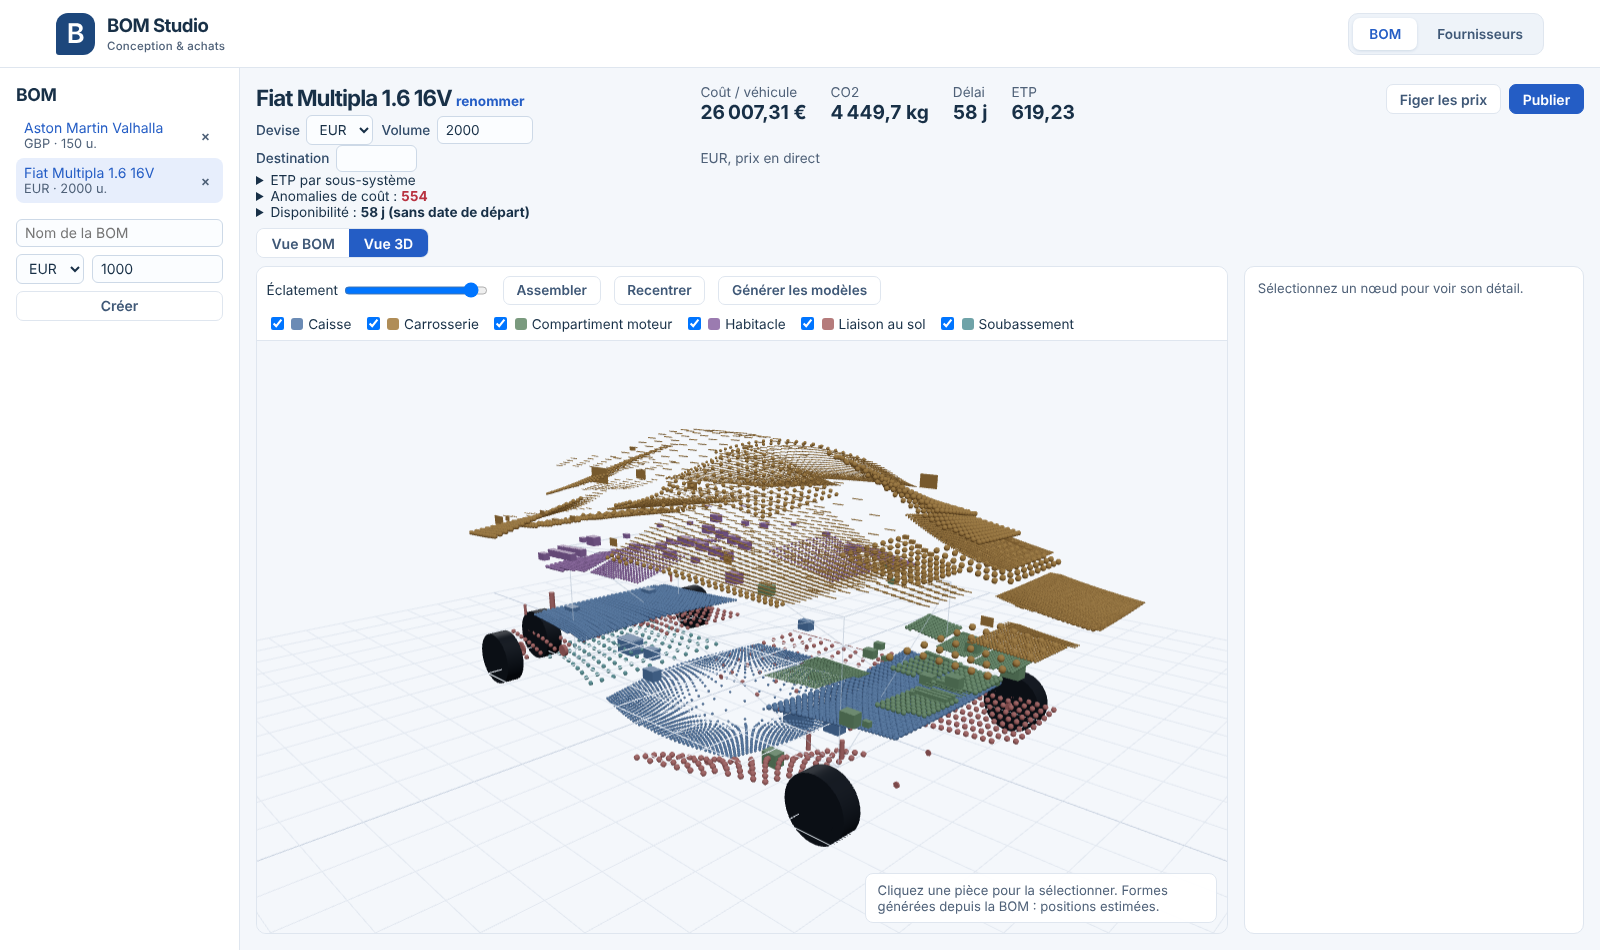 B
BOM Studio
Conception & achats
BOM
Fournisseurs
BOM
Aston Martin Valhalla
GBP · 150 u.
×
Fiat Multipla 1.6 16V
EUR · 2000 u.
×
Nom de la BOM
EUR
1000
Créer
Fiat Multipla 1.6 16V renommer
Devise EUR Volume 2000
Destination
ETP par sous-système
Anomalies de coût : 554
Disponibilité : 58 j (sans date de départ)
Coût / véhicule
26 007,31 €
CO2
4 449,7 kg
Délai
58 j
ETP
619,23
EUR, prix en direct
Figer les prix
Publier
Vue BOM
Vue 3D
Éclatement
Assembler
Recentrer
Générer les modèles
Caisse
Carrosserie
Compartiment moteur
Habitacle
Liaison au sol
Soubassement
Cliquez une pièce pour la sélectionner. Formes
générées depuis la BOM : positions estimées.
Sélectionnez un nœud pour voir son détail.